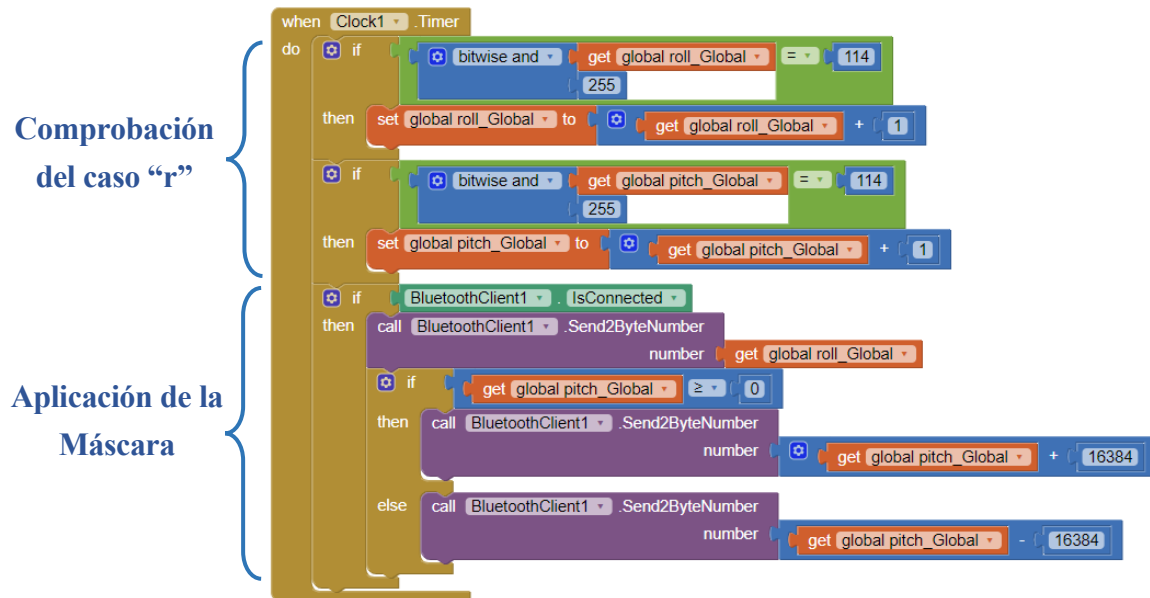 when Clock1 .Timer
do if bitwise and get global roll_Global = 114
255
then set global roll_Global to get global roll_Global + 1
Comprobación
del caso “r”
if bitwise and get global pitch_Global = 114
255
then set global pitch_Global to get global pitch_Global + 1
if BluetoothClient1 . IsConnected
then call BluetoothClient1 .Send2ByteNumber
number get global roll_Global
if get global pitch_Global ≥ 0
then call BluetoothClient1 .Send2ByteNumber
number get global pitch_Global + 16384
else call BluetoothClient1 .Send2ByteNumber
number get global pitch_Global - 16384
Aplicación de la
Máscara